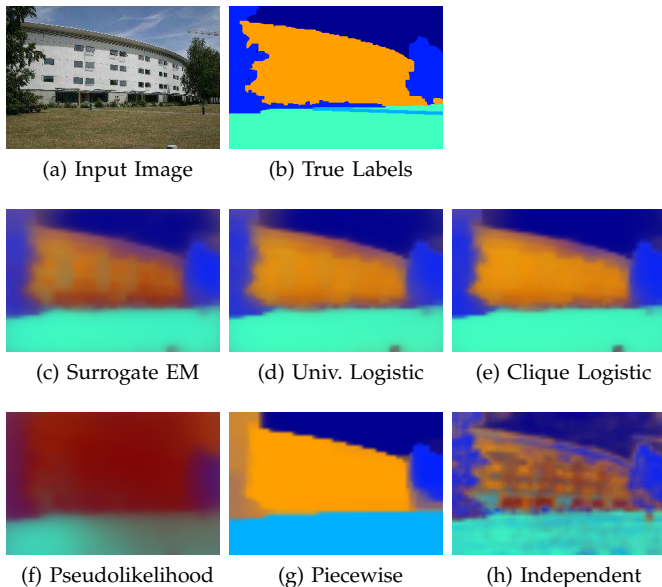 (a) Input Image
(b) True Labels
(c) Surrogate EM
(d) Univ. Logistic
(e) Clique Logistic
(f) Pseudolikelihood
(g) Piecewise
(h) Independent